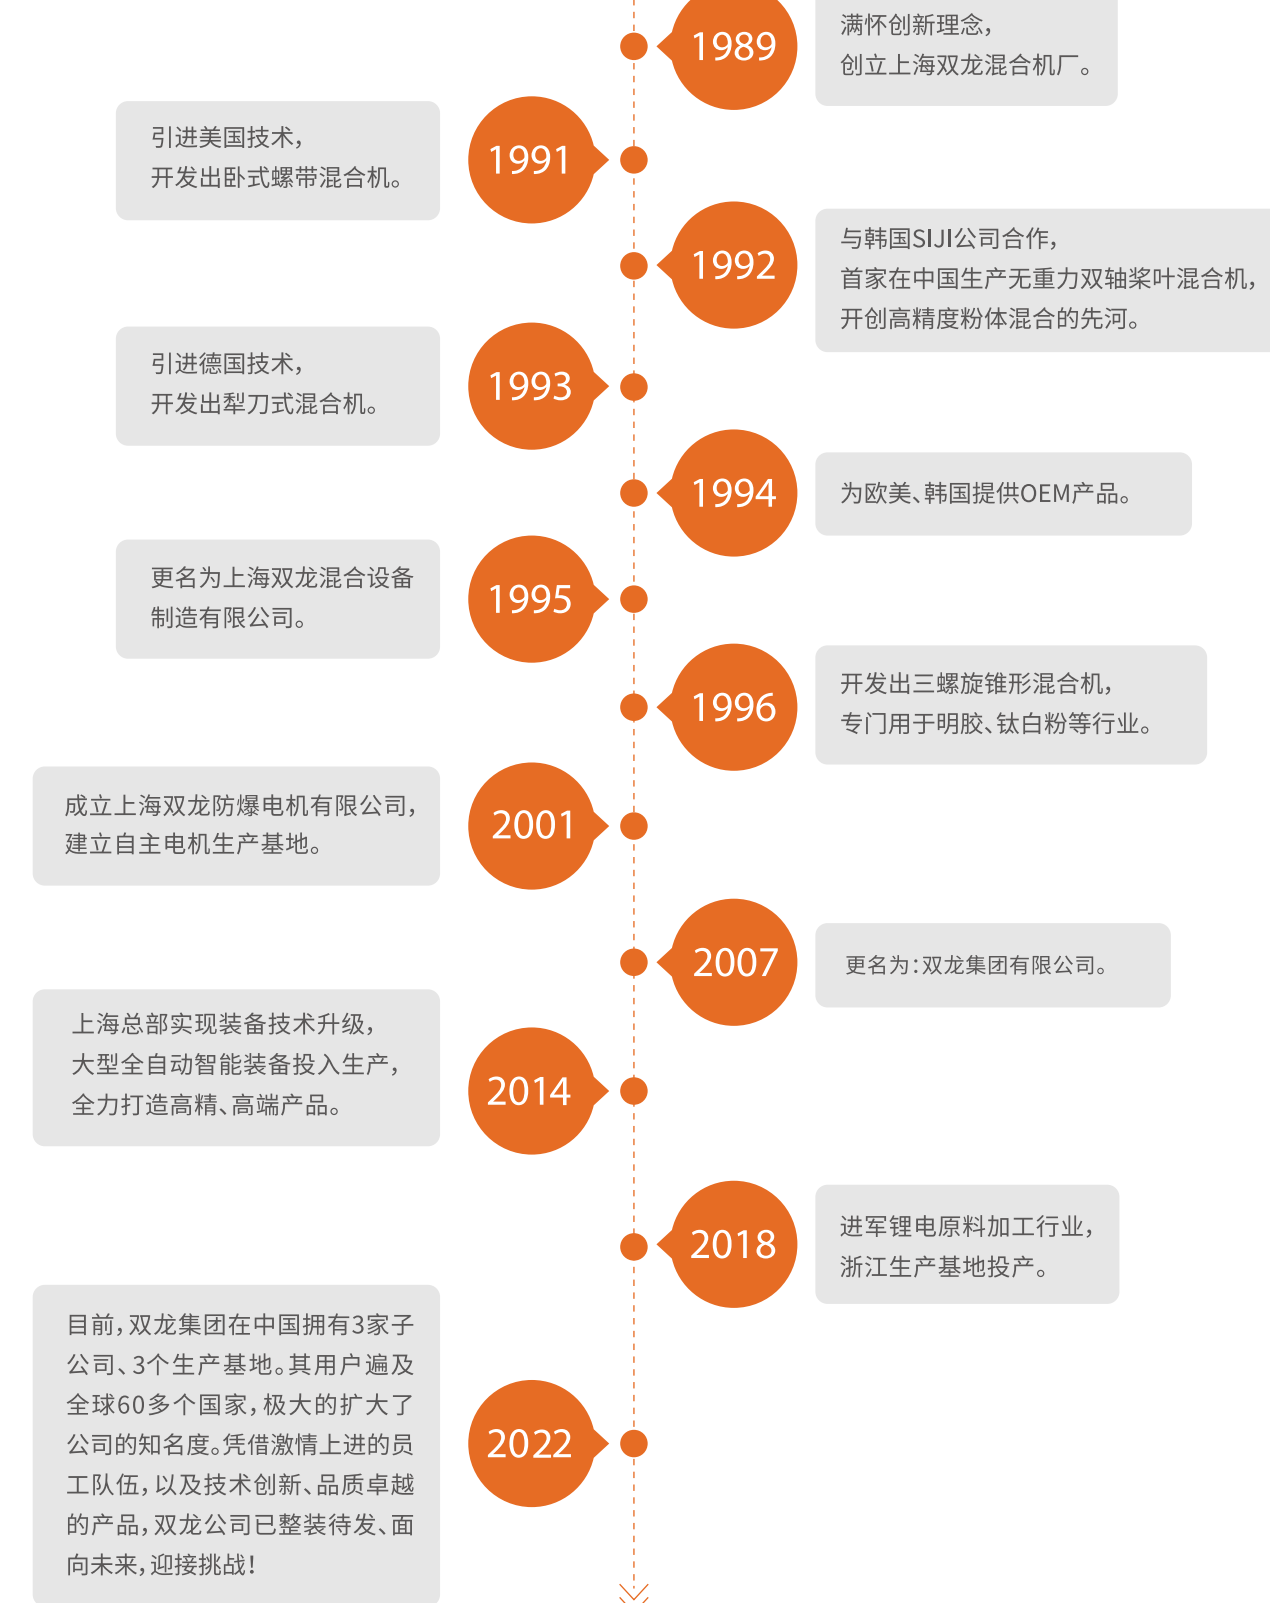 1989
满怀创新理念，
创立上海双龙混合机厂。
1991
引进美国技术，
开发出卧式螺带混合机。
1992
与韩国SIJI公司合作，
首家在中国生产无重力双轴桨叶混合机，
开创高精度粉体混合的先河。
1993
引进德国技术，
开发出犁刀式混合机。
1994
为欧美、韩国提供OEM产品。
1995
更名为上海双龙混合设备
制造有限公司。
1996
开发出三螺旋锥形混合机，
专门用于明胶、钛白粉等行业。
2001
成立上海双龙防爆电机有限公司，
建立自主电机生产基地。
2007
更名为：双龙集团有限公司。
2014
上海总部实现装备技术升级，
大型全自动智能装备投入生产，
全力打造高精、高端产品。
2018
进军锂电原料加工行业，
浙江生产基地投产。
2022
目前，双龙集团在中国拥有3家子
公司、3个生产基地。其用户遍及
全球60多个国家，极大的扩大了
公司的知名度。凭借激情上进的员
工队伍，以及技术创新、品质卓越
的产品，双龙公司已整装待发、面
向未来，迎接挑战！